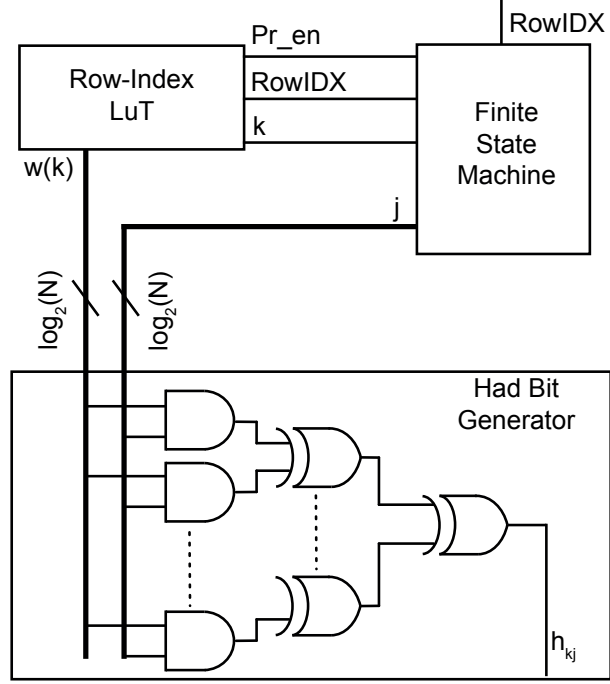 RowIDX
Pr_en
Row-Index
LuT
RowIDX
k
Finite
State
Machine
w(k)
j
log₂(N)
log₂(N)
Had Bit
Generator
hₖⱼ